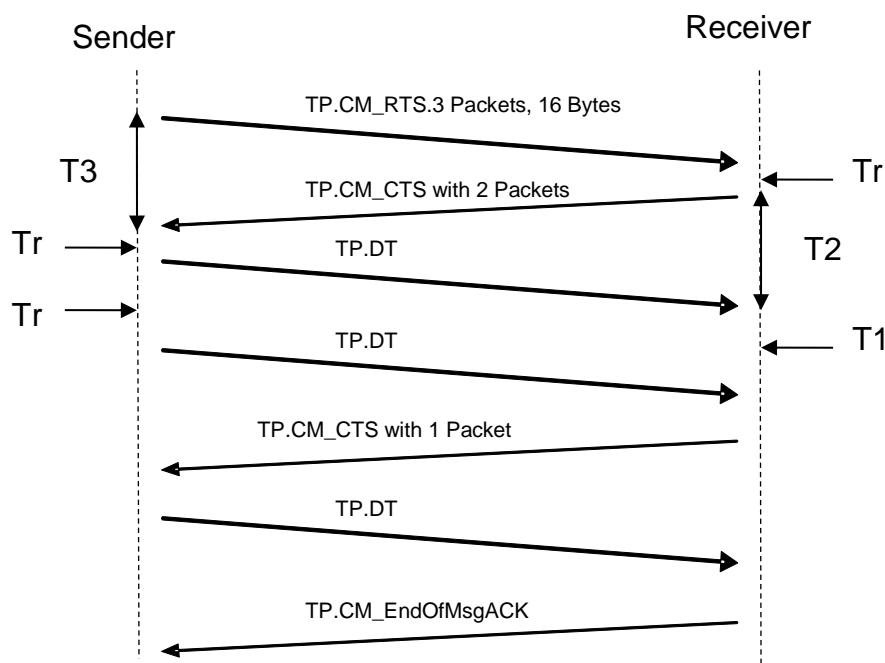 Sender
Receiver
TP.CM_RTS.3 Packets, 16 Bytes
T3
Tr
TP.CM_CTS with 2 Packets
Tr
TP.DT
T2
Tr
TP.DT
T1
TP.CM_CTS with 1 Packet
TP.DT
TP.CM_EndOfMsgACK